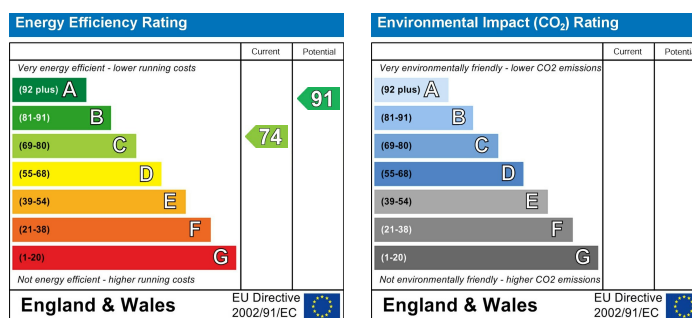 Energy Efficiency Rating
Current Potential
Very energy efficient - lower running costs
(92 plus) A
(81-91) B
(69-80) C
(55-68) D
(39-54) E
(21-38) F
(1-20) G
91
74
Not energy efficient - higher running costs
England & Wales
EU Directive
2002/91/EC
Environmental Impact (CO₂) Rating
Current Potential
Very environmentally friendly - lower CO2 emissions
(92 plus) A
(81-91) B
(69-80) C
(55-68) D
(39-54) E
(21-38) F
(1-20) G
Not environmentally friendly - higher CO2 emissions
England & Wales
EU Directive
2002/91/EC